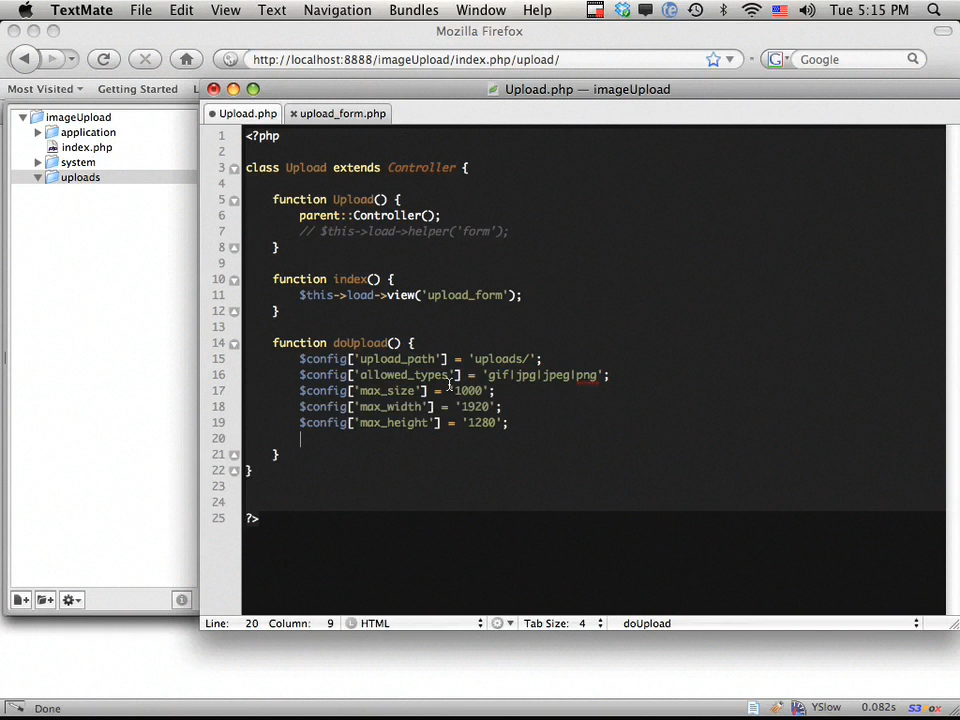 TextMate File Edit View Text Navigation Bundles Window Help Tue 5:15 PM
Mozilla Firefox
http://localhost:8888/imageUpload/index.php/upload/
Google
Most Visited Getting Started L
Upload.php — imageUpload
imageUpload
application
index.php
system
uploads
Upload.php upload_form.php
1 <?php
2
3 class Upload extends Controller {
4
5 function Upload() {
6 parent::Controller();
7 // $this->load->helper('form');
8 }
9
10 function index() {
11 $this->load->view('upload_form');
12 }
13
14 function doUpload() {
15 $config['upload_path'] = 'uploads/';
16 $config['allowed_types'] = 'gif|jpg|jpeg|png';
17 $config['max_size'] = '1000';
18 $config['max_width'] = '1920';
19 $config['max_height'] = '1280';
20
21 }
22 }
23
24
25 ?>
Line: 20 Column: 9 HTML Tab Size: 4 doUpload
Done YSlow 0.082s S3Fox